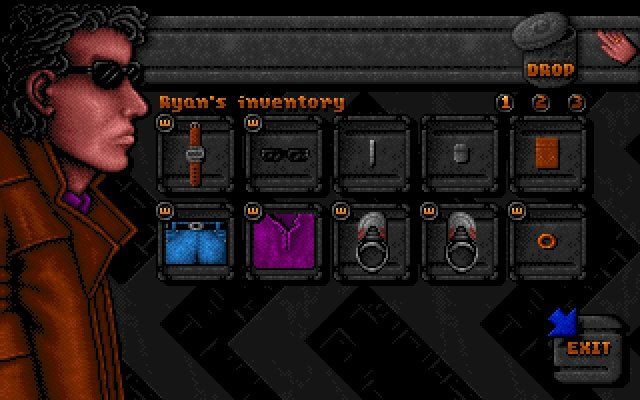 DROP
Ryan's inventory
1 2 3
W W
W W W W W
EXIT